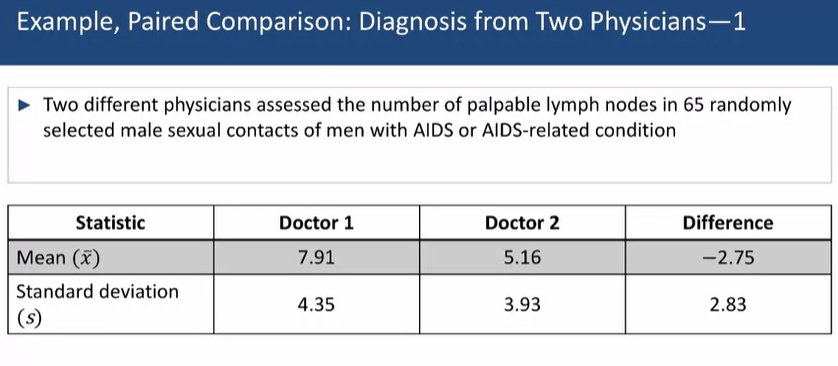 Example, Paired Comparison: Diagnosis from Two Physicians—1
► Two different physicians assessed the number of palpable lymph nodes in 65 randomly
selected male sexual contacts of men with AIDS or AIDS-related condition
Statistic Doctor 1 Doctor 2 Difference
Mean (x̄) 7.91 5.16 −2.75
Standard deviation
(s) 4.35 3.93 2.83